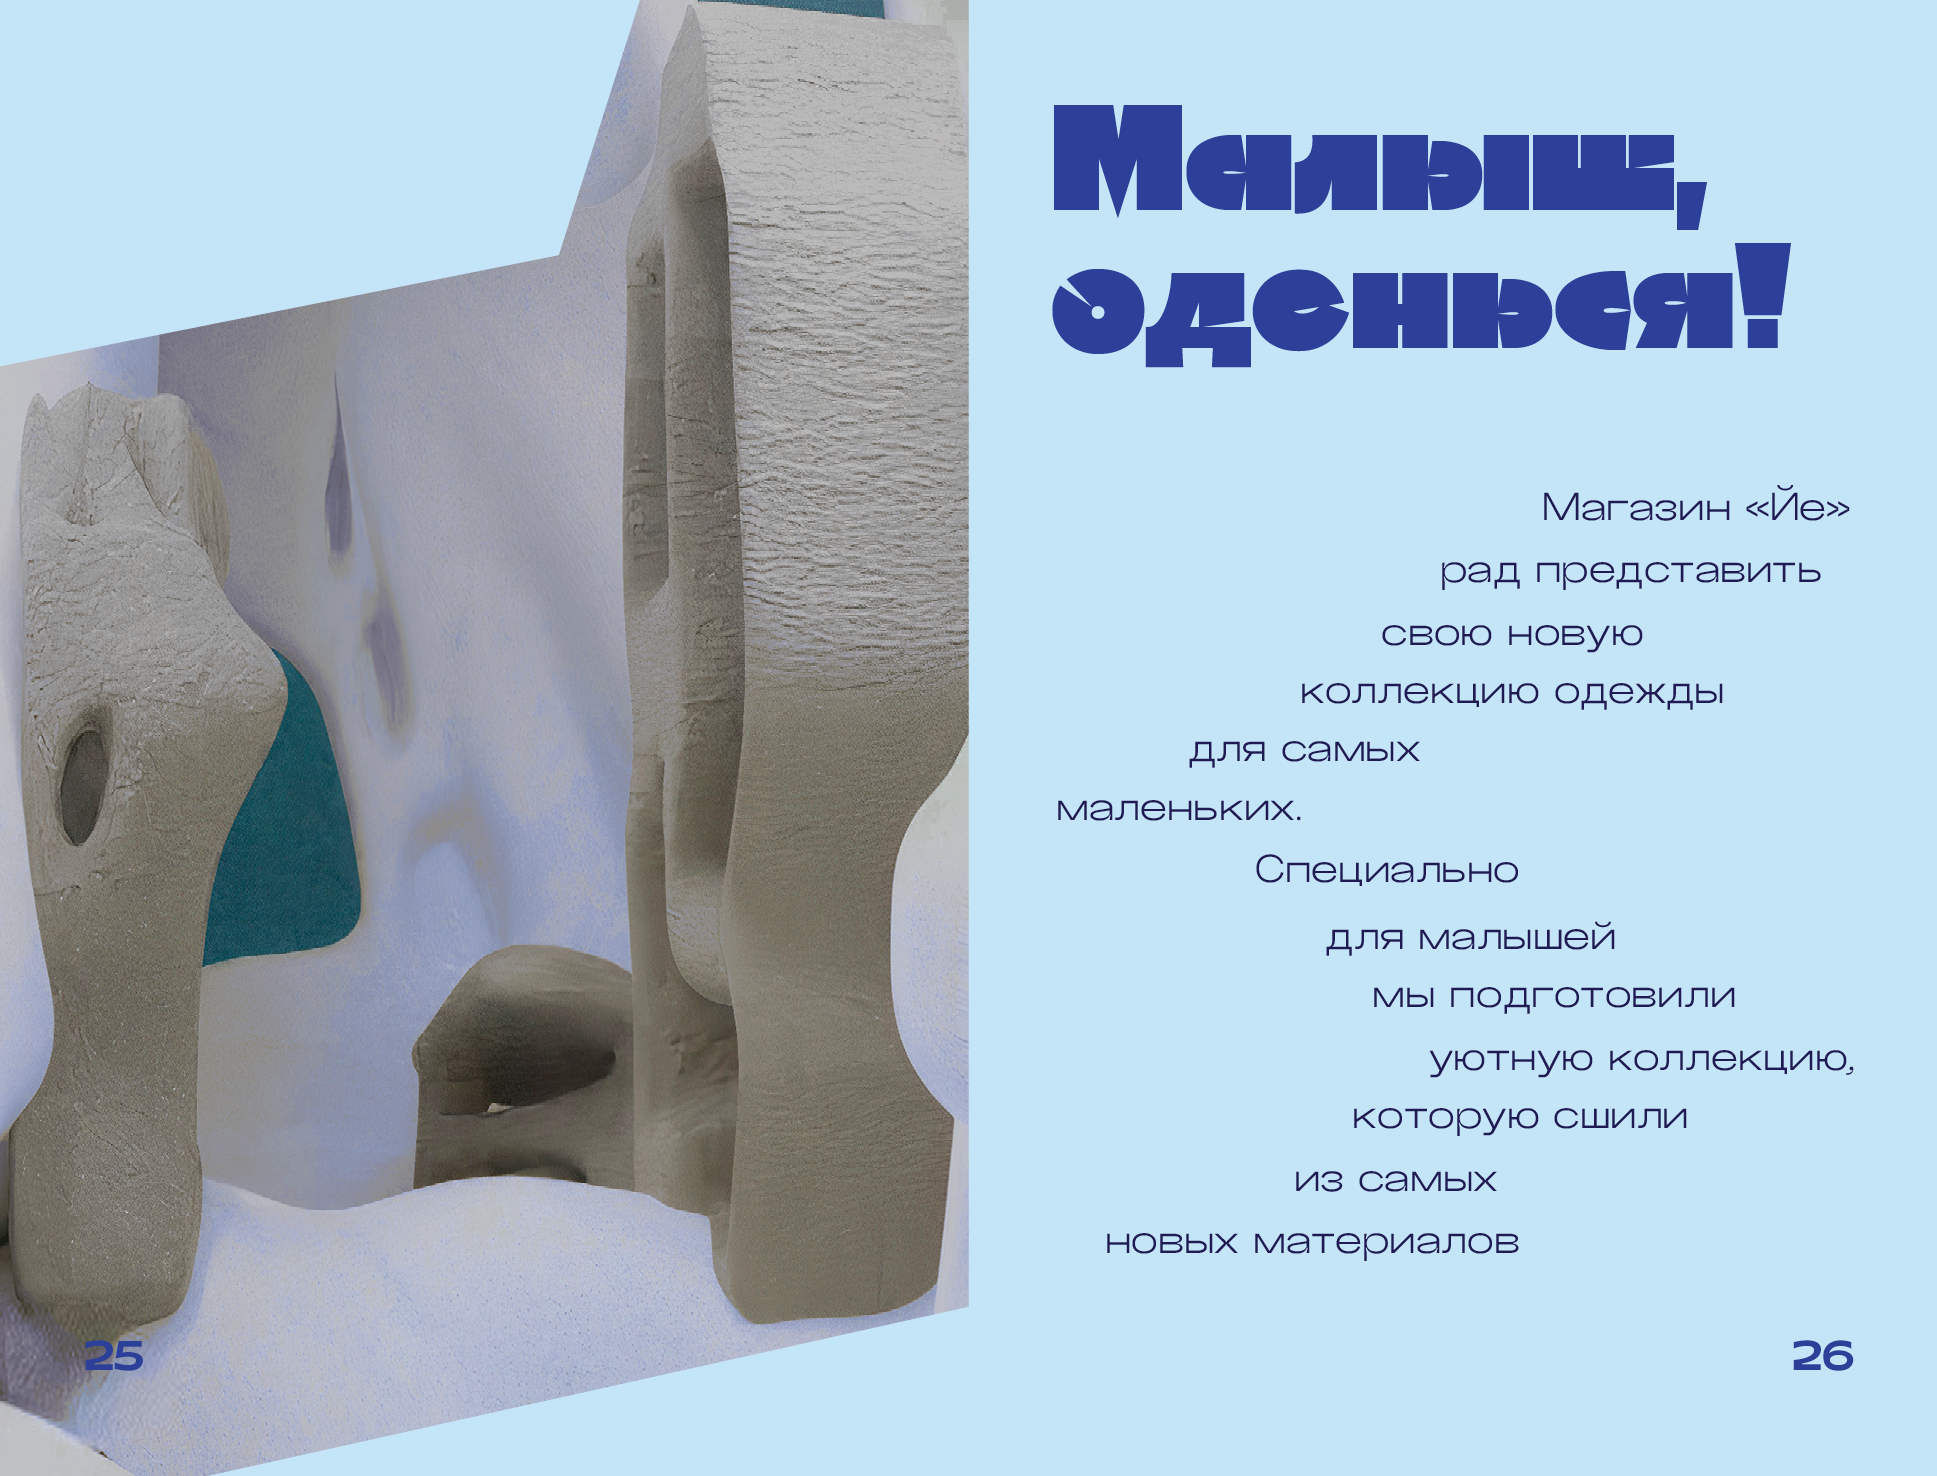 Малыш,
оденься!
Магазин «Йе»
рад представить
свою новую
коллекцию одежды
для самых
маленьких.
Специально
для малышей
мы подготовили
уютную коллекцию,
которую сшили
из самых
новых материалов
25
26